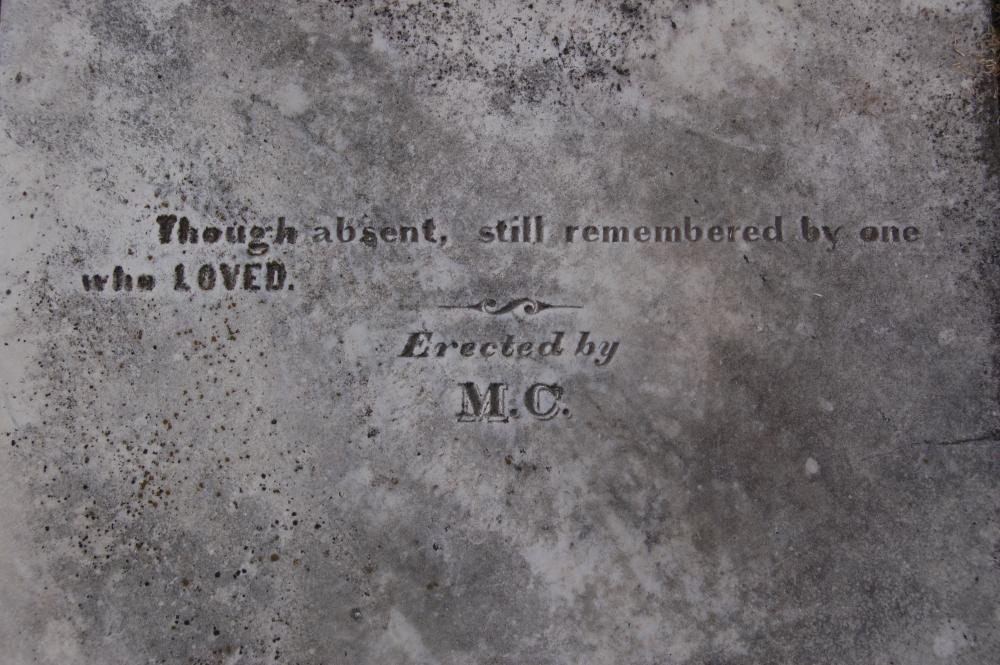 Though absent, still remembered by one
who LOVED.
Erected by
M.C.